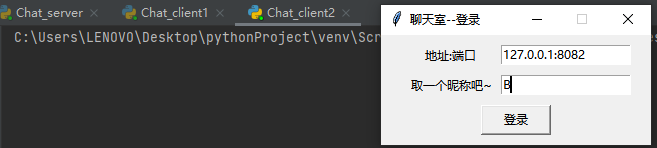 Chat_server
Chat_client1
Chat_client2
C:\Users\LENOVO\Desktop\pythonProject\venv\Scr
聊天室--登录
地址:端口
127.0.0.1:8082
取一个昵称吧~
B
登录